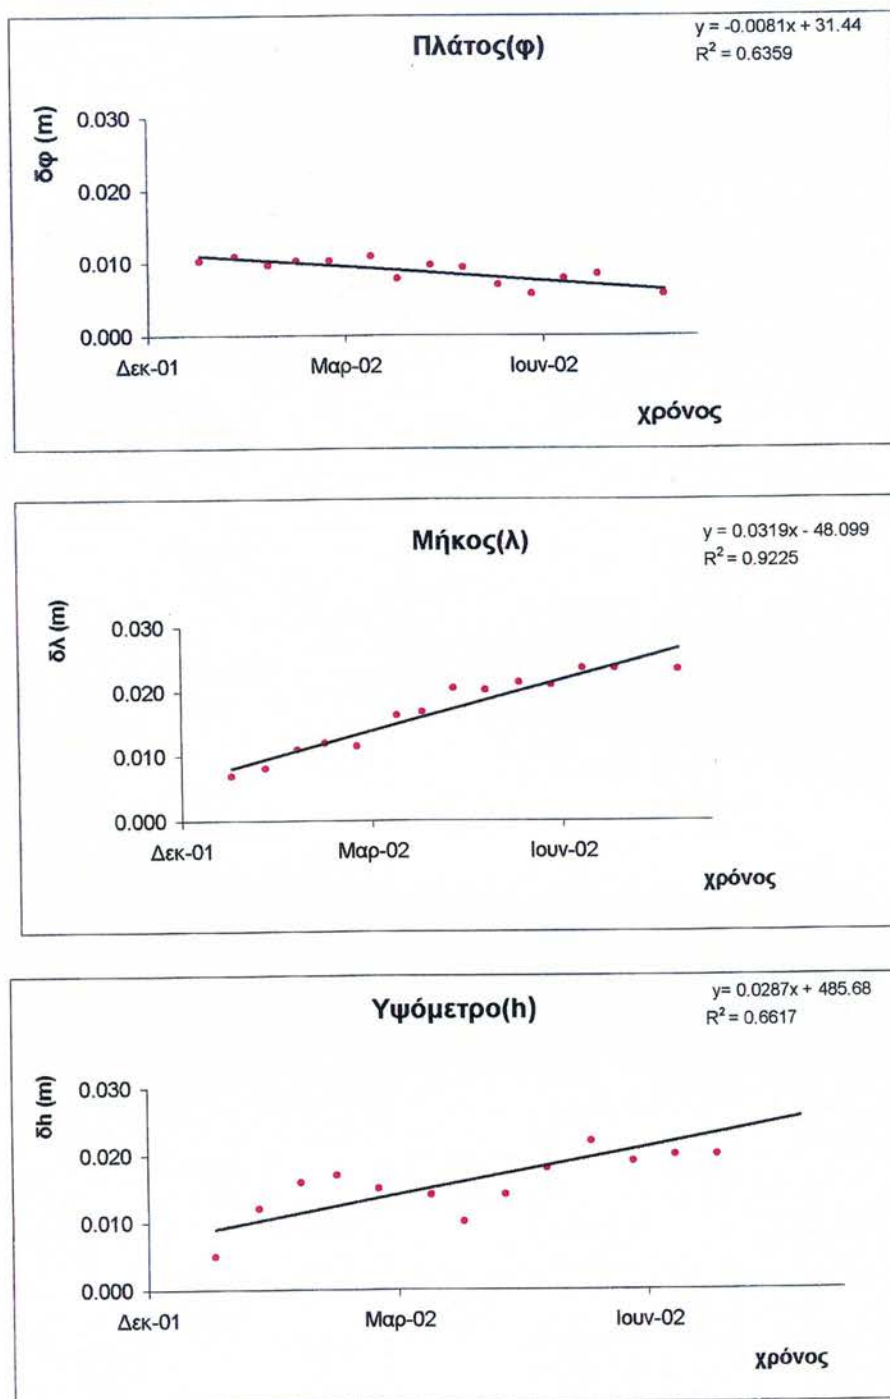 Πλάτος(φ)
y = -0.0081x + 31.44
R² = 0.6359
δφ (m)
0.030
0.020
0.010
0.000
Δεκ-01
Μαρ-02
Ιουν-02
χρόνος
Μήκος(λ)
y = 0.0319x - 48.099
R² = 0.9225
δλ (m)
0.030
0.020
0.010
0.000
Δεκ-01
Μαρ-02
Ιουν-02
χρόνος
Υψόμετρο(h)
y= 0.0287x + 485.68
R² = 0.6617
δh (m)
0.030
0.020
0.010
0.000
Δεκ-01
Μαρ-02
Ιουν-02
χρόνος